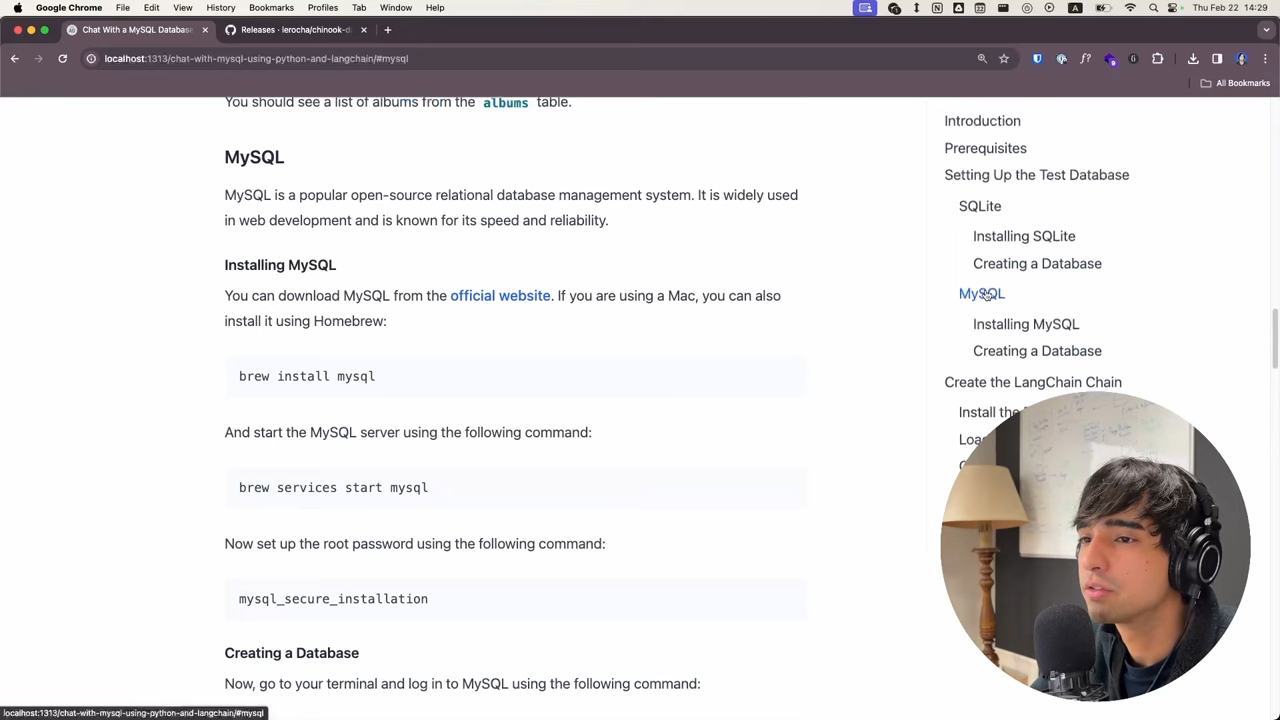 Google Chrome File Edit View History Bookmarks Profiles Tab Window Help Thu Feb 22 14:29
Chat With a MySQL Databas Releases · lerocha/chinook-d
localhost:1313/chat-with-mysql-using-python-and-langchain/#mysql
All Bookmarks
You should see a list of albums from the albums table.
MySQL
MySQL is a popular open-source relational database management system. It is widely used
in web development and is known for its speed and reliability.
Installing MySQL
You can download MySQL from the official website. If you are using a Mac, you can also
install it using Homebrew:
brew install mysql
And start the MySQL server using the following command:
brew services start mysql
Now set up the root password using the following command:
mysql_secure_installation
Creating a Database
Now, go to your terminal and log in to MySQL using the following command:
Introduction
Prerequisites
Setting Up the Test Database
SQLite
Installing SQLite
Creating a Database
MySQL
Installing MySQL
Creating a Database
Create the LangChain Chain
Install the
Loa
localhost:1313/chat-with-mysql-using-python-and-langchain/#mysql